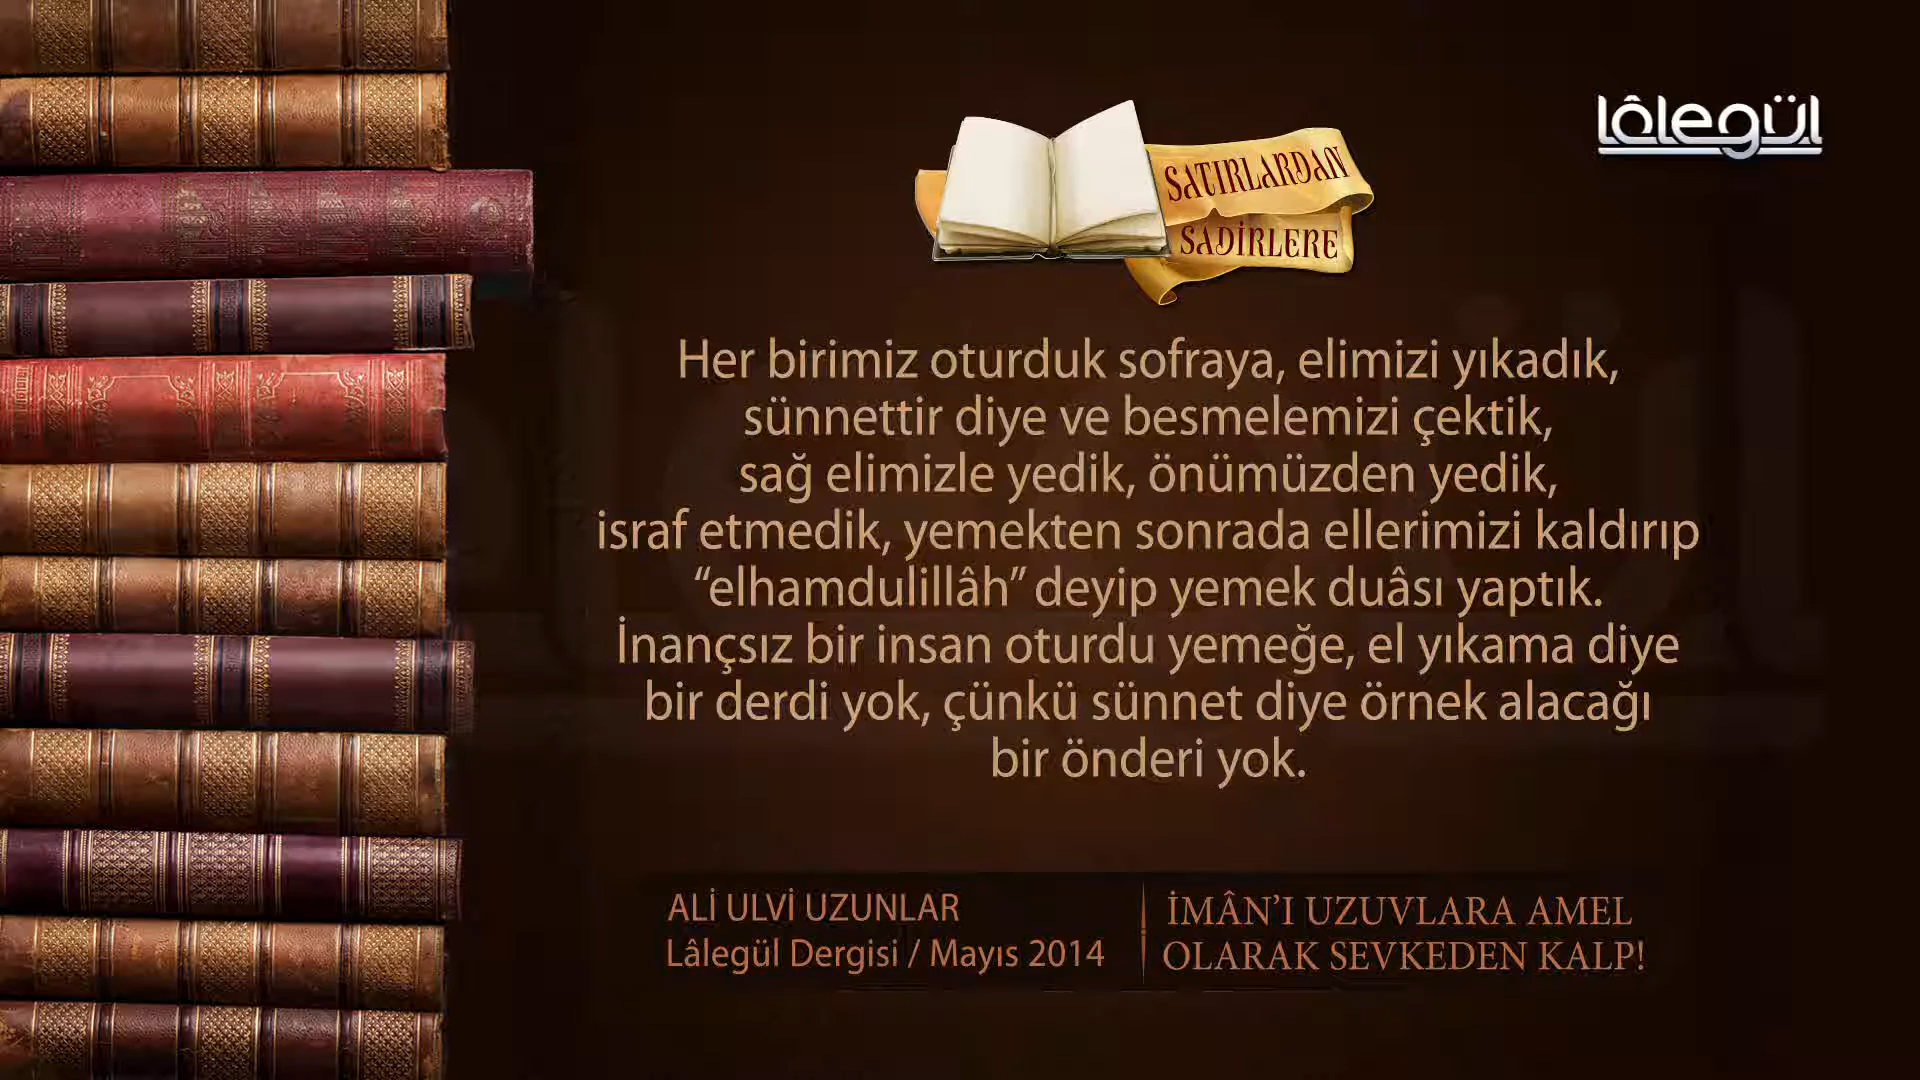 lâlegül
SATIRLARDAN
SADİRLERE
Her birimiz oturduk sofraya, elimizi yıkadık,
sünnettir diye ve besmelemizi çektik,
sağ elimizle yedik, önümüzden yedik,
israf etmedik, yemekten sonrada ellerimizi kaldırıp
“elhamdulillâh” deyip yemek duâsı yaptık.
İnançsız bir insan oturdu yemeğe, el yıkama diye
bir derdi yok, çünkü sünnet diye örnek alacağı
bir önderi yok.
ALİ ULVİ UZUNLAR
Lâlegül Dergisi / Mayıs 2014
İMÂN’I UZUVLARA AMEL
OLARAK SEVKEDEN KALP!